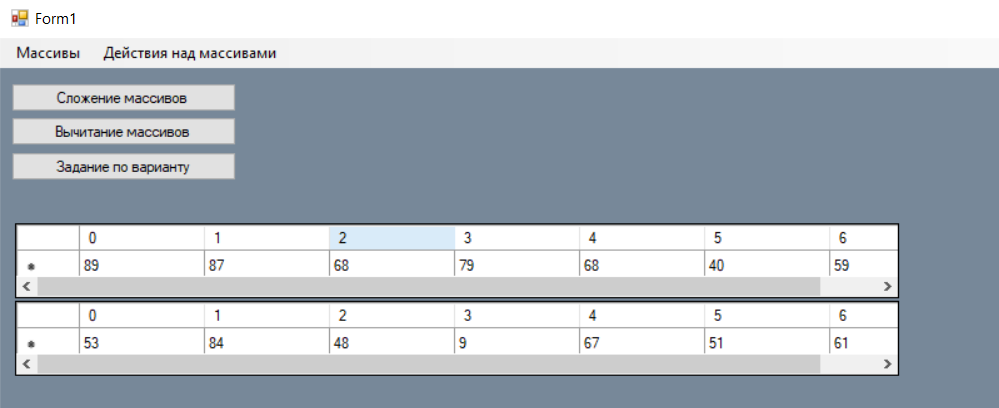 Form1
Массивы Действия над массивами
Сложение массивов
Вычитание массивов
Задание по варианту
0 1 2 3 4 5 6
89 87 68 79 68 40 59
0 1 2 3 4 5 6
53 84 48 9 67 51 61